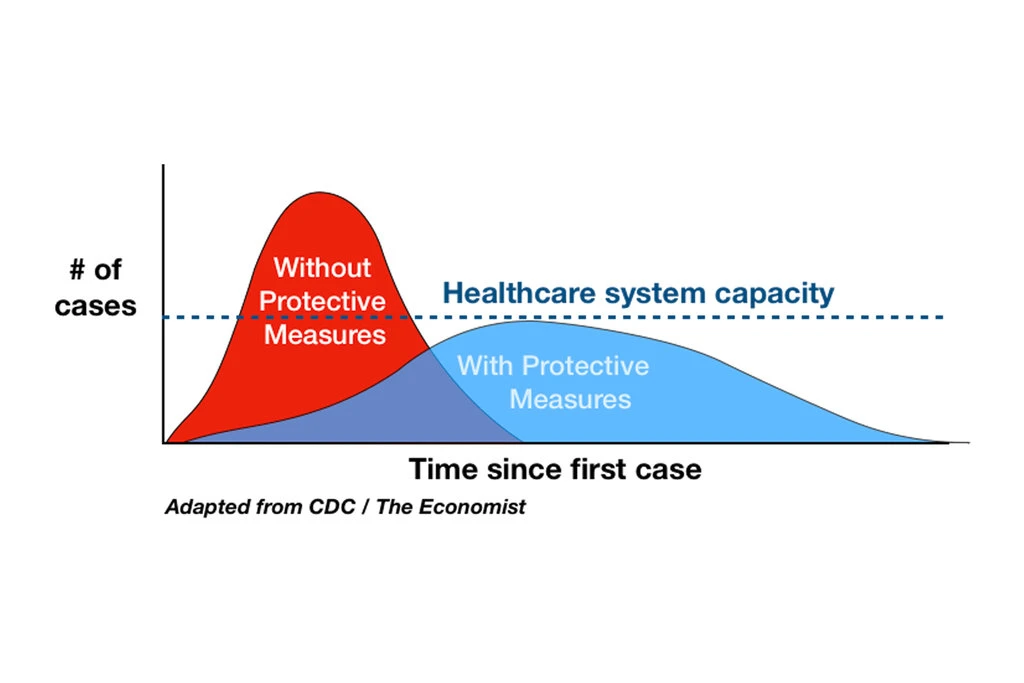 # of
cases
Without
Protective
Measures
Healthcare system capacity
With Protective
Measures
Time since first case
Adapted from CDC / The Economist